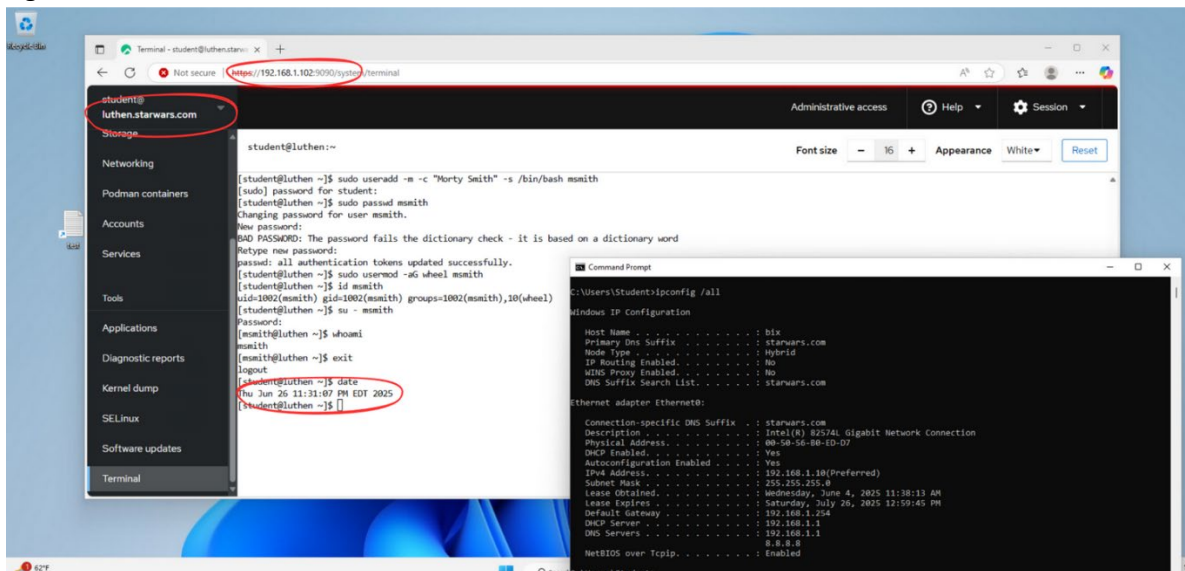 Recycle Bin
Terminal - student@luthen.starwa
Not secure
https://192.168.1.102:9090/system/terminal
student@
luthen.starwars.com
Administrative access
Help
Session
Storage
Networking
Podman containers
Accounts
Services
Tools
Applications
Diagnostic reports
Kernel dump
SELinux
Software updates
Terminal
student@luthen:~
Font size
16
Appearance
White
Reset
[student@luthen ~]$ sudo useradd -m -c "Morty Smith" -s /bin/bash msmith
[sudo] password for student:
[student@luthen ~]$ sudo passwd msmith
Changing password for user msmith.
New password:
BAD PASSWORD: The password fails the dictionary check - it is based on a dictionary word
Retype new password:
passwd: all authentication tokens updated successfully.
[student@luthen ~]$ sudo usermod -aG wheel msmith
[student@luthen ~]$ id msmith
uid=1002(msmith) gid=1002(msmith) groups=1002(msmith),10(wheel)
[student@luthen ~]$ su - msmith
Password:
[msmith@luthen ~]$ whoami
msmith
[msmith@luthen ~]$ exit
logout
[student@luthen ~]$ date
Thu Jun 26 11:31:07 PM EDT 2025
[student@luthen ~]$
Command Prompt
C:\Users\Student>ipconfig /all
Windows IP Configuration
Host Name . . . . . . . . . . . . : bix
Primary Dns Suffix . . . . . . . : starwars.com
Node Type . . . . . . . . . . . . : Hybrid
IP Routing Enabled. . . . . . . . : No
WINS Proxy Enabled. . . . . . . . : No
DNS Suffix Search List. . . . . . : starwars.com
Ethernet adapter Ethernet0:
Connection-specific DNS Suffix . : starwars.com
Description . . . . . . . . . . . : Intel(R) 82574L Gigabit Network Connection
Physical Address. . . . . . . . . : 00-50-56-B0-ED-D7
DHCP Enabled. . . . . . . . . . . : Yes
Autoconfiguration Enabled . . . . : Yes
IPv4 Address. . . . . . . . . . . : 192.168.1.10(Preferred)
Subnet Mask . . . . . . . . . . . : 255.255.255.0
Lease Obtained. . . . . . . . . . : Wednesday, June 4, 2025 11:38:13 AM
Lease Expires . . . . . . . . . . : Saturday, July 26, 2025 12:59:45 PM
Default Gateway . . . . . . . . . : 192.168.1.254
DHCP Server . . . . . . . . . . . : 192.168.1.1
DNS Servers . . . . . . . . . . . : 192.168.1.1
8.8.8.8
NetBIOS over Tcpip. . . . . . . . : Enabled
62°F